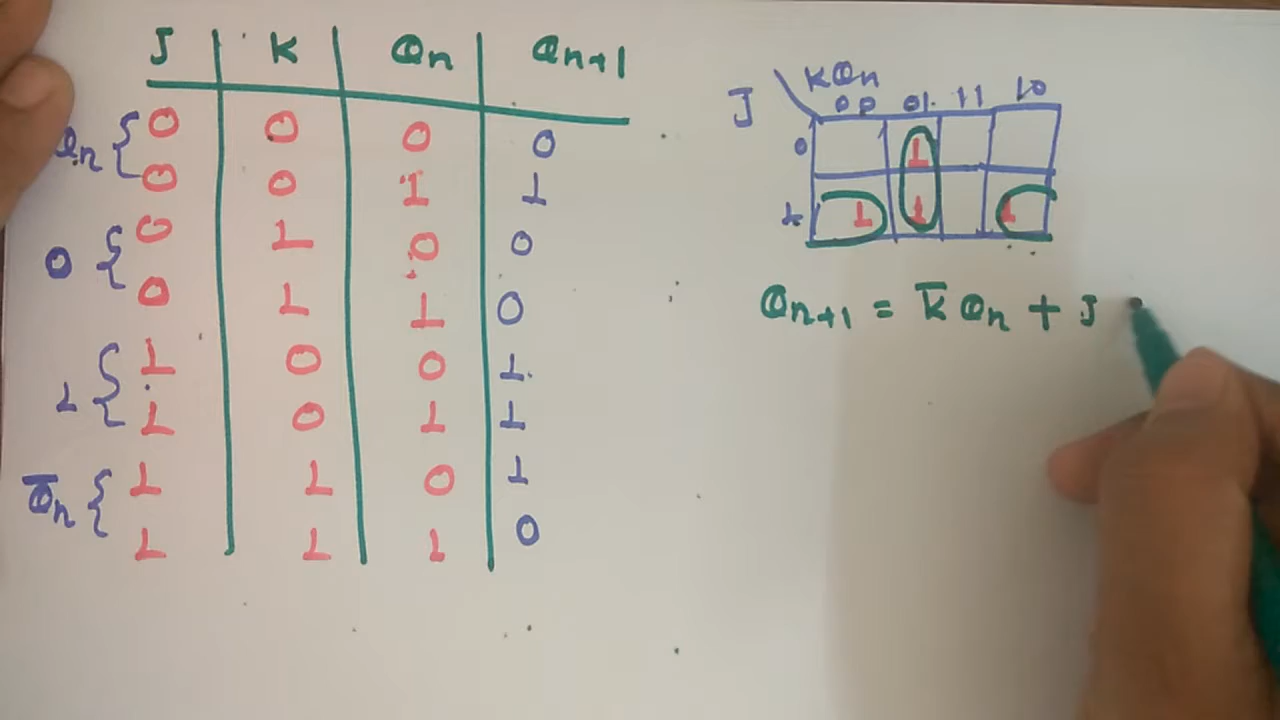 J K Qn Qn+1
Qn { 0 0 0 0
0 0 1 1
0 { 0 1 0 0
0 1 1 0
1 { 1 0 0 1
1 0 1 1
Q̅n { 1 1 0 1
1 1 1 0
KQn
J 00 01 11 10
0 1
1 1 1 1
Qn+1 = K̅ Qn + J